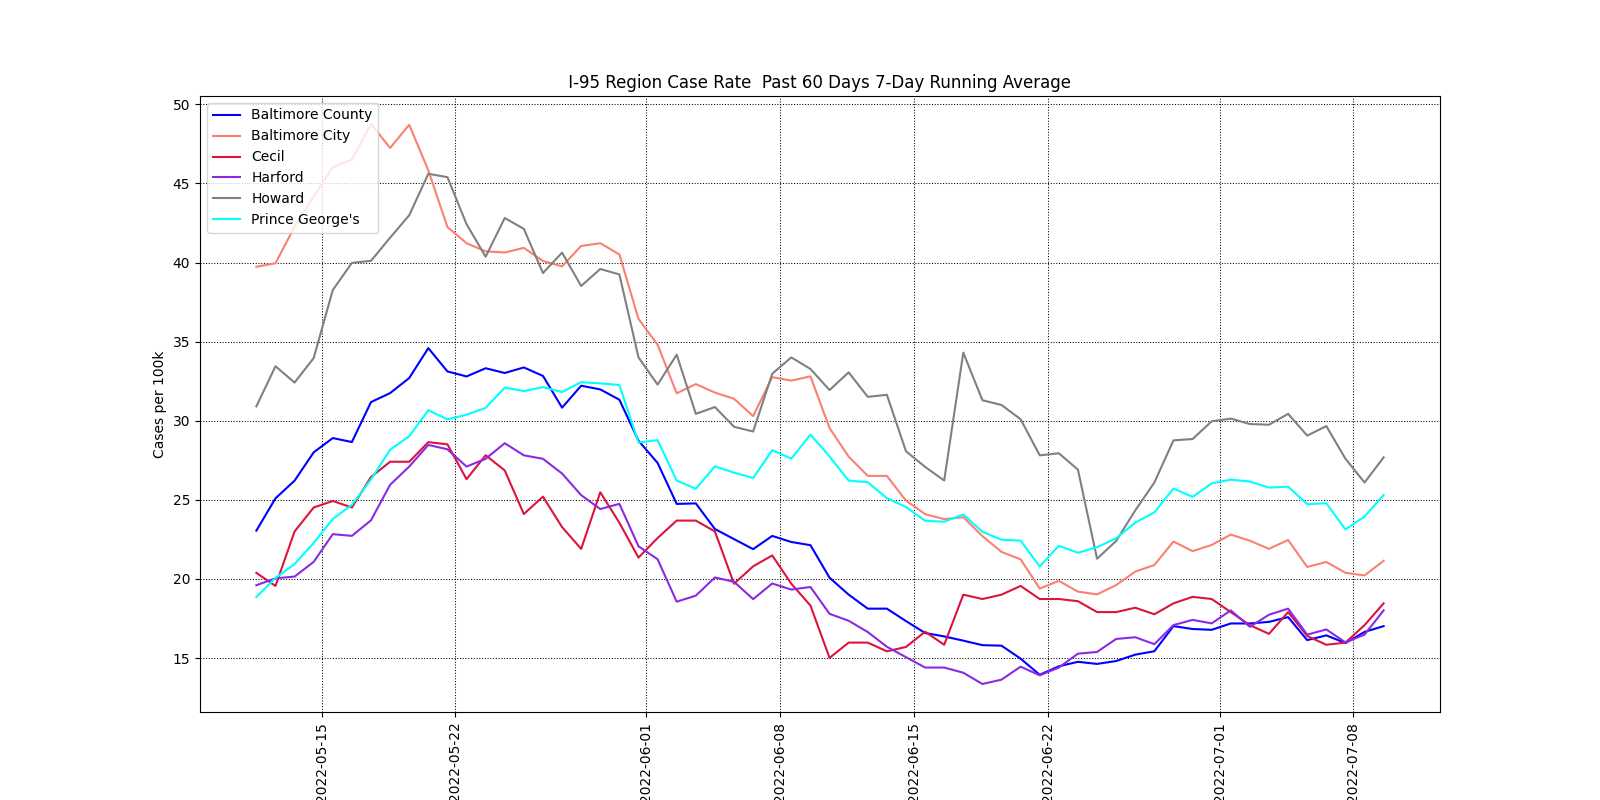 I-95 Region Case Rate  Past 60 Days 7-Day Running Average
Cases per 100k
50
45
40
35
30
25
20
15
Baltimore County
Baltimore City
Cecil
Harford
Howard
Prince George's
2022-05-15
2022-05-22
2022-06-01
2022-06-08
2022-06-15
2022-06-22
2022-07-01
2022-07-08